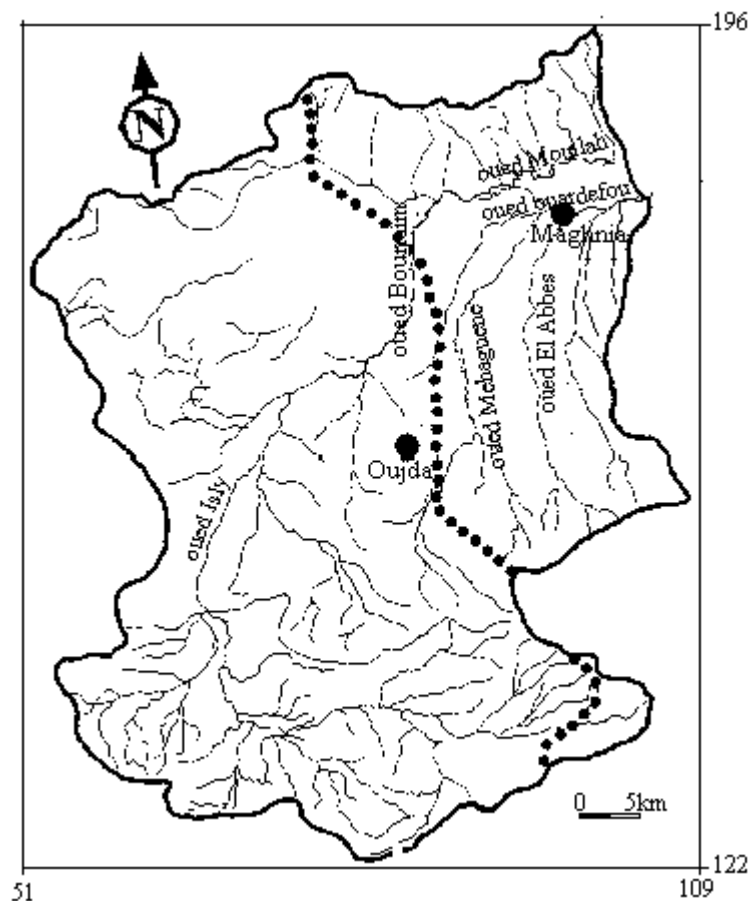 196
N
oued Mouilah
oued ouardefou
Maghnia
oued Bournaim
oued Mehaguene
oued El Abbes
Oujda
oued Isly
0 5km
122
51
109